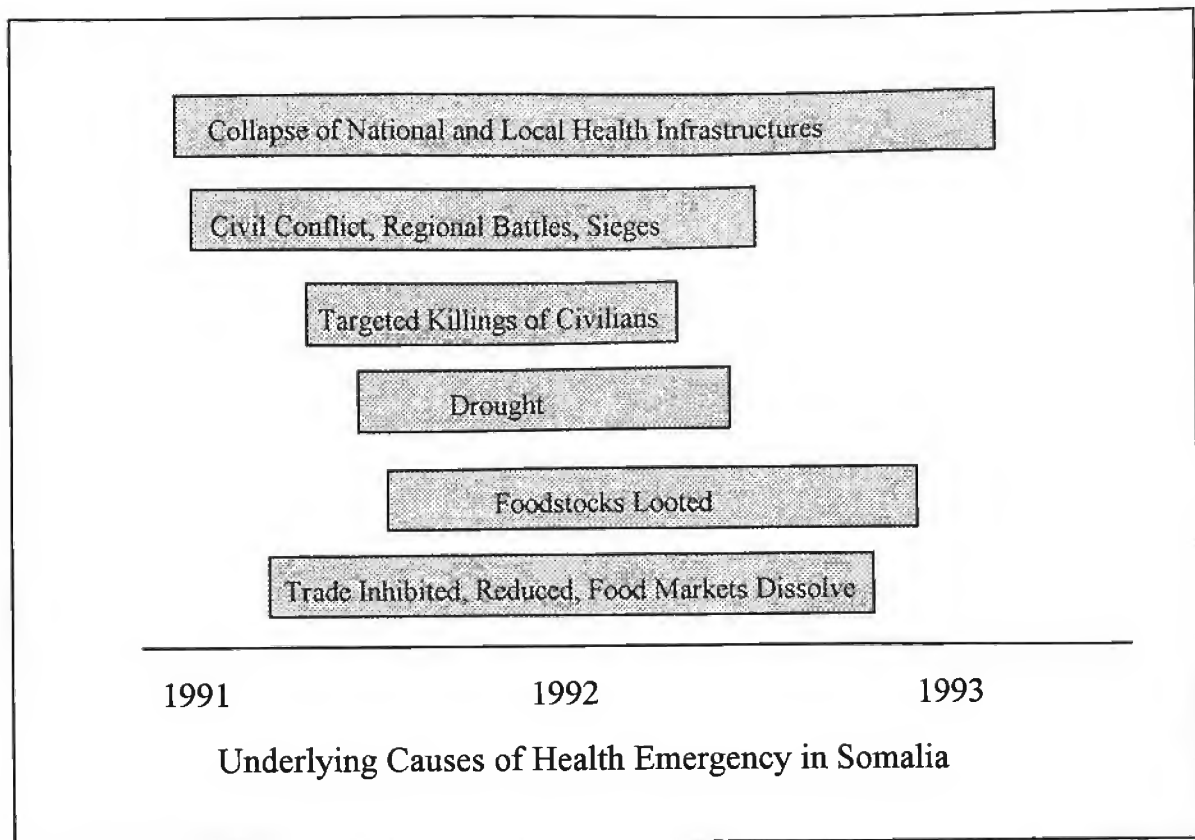 Collapse of National and Local Health Infrastructures
Civil Conflict, Regional Battles, Sieges
Targeted Killings of Civilians
Drought
Foodstocks Looted
Trade Inhibited, Reduced, Food Markets Dissolve
1991 1992 1993
Underlying Causes of Health Emergency in Somalia